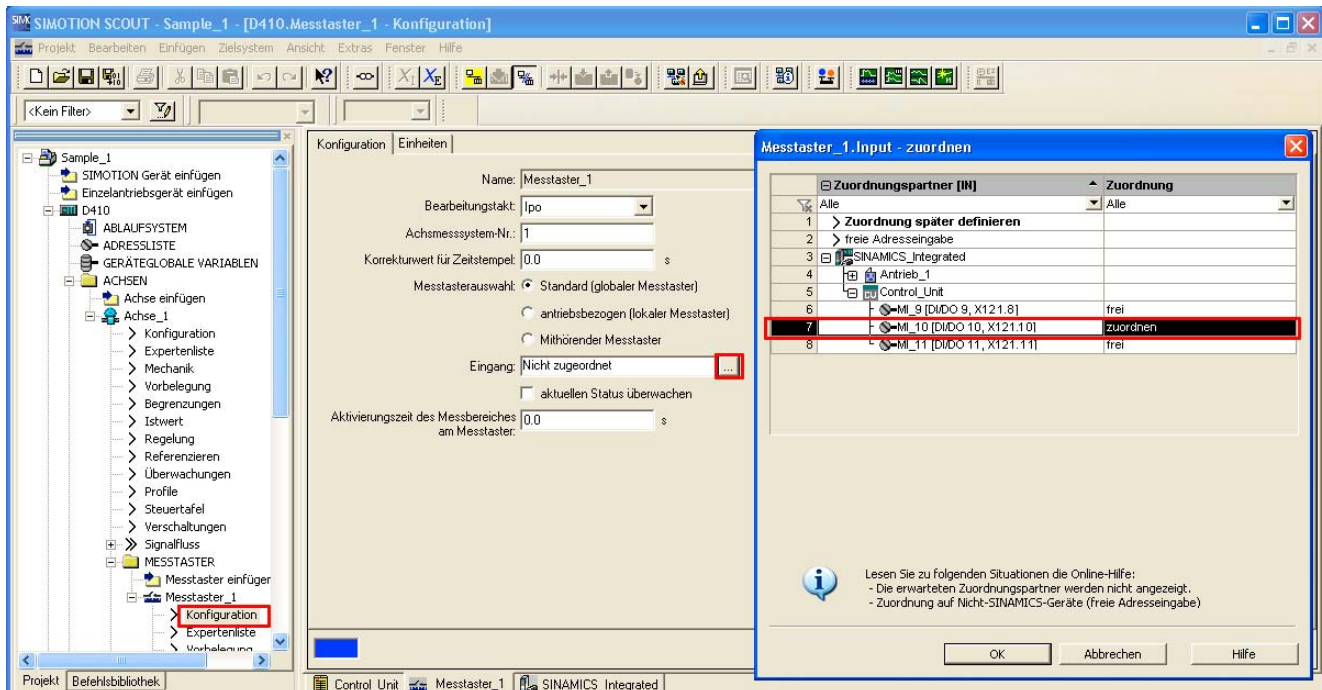 SIMOTION SCOUT - Sample_1 - [D410.Messtaster_1 - Konfiguration]
Projekt Bearbeiten Einfügen Zielsystem Ansicht Extras Fenster Hilfe
<Kein Filter>
Sample_1
SIMOTION Gerät einfügen
Einzelantriebsgerät einfügen
D410
ABLAUFSYSTEM
ADRESSLISTE
GERÄTEGLOBALE VARIABLEN
ACHSEN
Achse einfügen
Achse_1
Konfiguration
Expertenliste
Mechanik
Vorbelegung
Begrenzungen
Istwert
Regelung
Referenzieren
Überwachungen
Profile
Steuertafel
Verschaltungen
Signalfluss
MESSTASTER
Messtaster einfüger
Messtaster_1
Konfiguration
Expertenliste
Vorbelegung
Projekt Befehlsbibliothek
Konfiguration Einheiten
Name: Messtaster_1
Bearbeitungstakt: Ipo
Achsmesssystem-Nr.: 1
Korrekturwert für Zeitstempel: 0.0 s
Messtasterauswahl: Standard (globaler Messtaster)
antriebsbezogen (lokaler Messtaster)
Mithörender Messtaster
Eingang: Nicht zugeordnet ...
aktuellen Status überwachen
Aktivierungszeit des Messbereiches am Messtaster: 0.0 s
Control_Unit Messtaster_1 SINAMICS_Integrated
Messtaster_1.Input - zuordnen
Zuordnungspartner [IN] Zuordnung
Alle Alle
1 Zuordnung später definieren
2 freie Adresseingabe
3 SINAMICS_Integrated
4 Antrieb_1
5 Control_Unit
6 MI_9 [DI/DO 9, X121.8] frei
7 MI_10 [DI/DO 10, X121.10] zuordnen
8 MI_11 [DI/DO 11, X121.11] frei
Lesen Sie zu folgenden Situationen die Online-Hilfe:
- Die erwarteten Zuordnungspartner werden nicht angezeigt.
- Zuordnung auf Nicht-SINAMICS-Geräte (freie Adresseingabe)
OK Abbrechen Hilfe